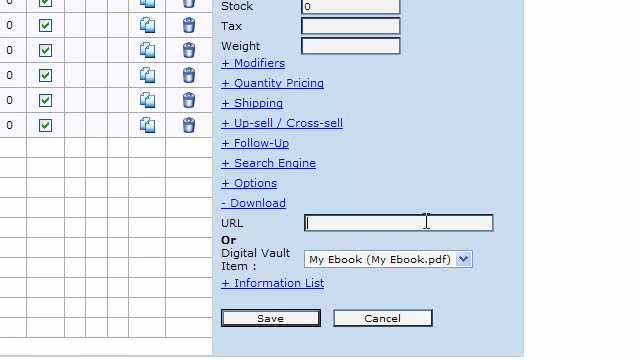 Stock 0
0 Tax
Weight
0
+ Modifiers
0 + Quantity Pricing
0 + Shipping
0 + Up-sell / Cross-sell
+ Follow-Up
+ Search Engine
+ Options
- Download
URL
Or
Digital Vault
Item : My Ebook (My Ebook.pdf)
+ Information List
Save Cancel